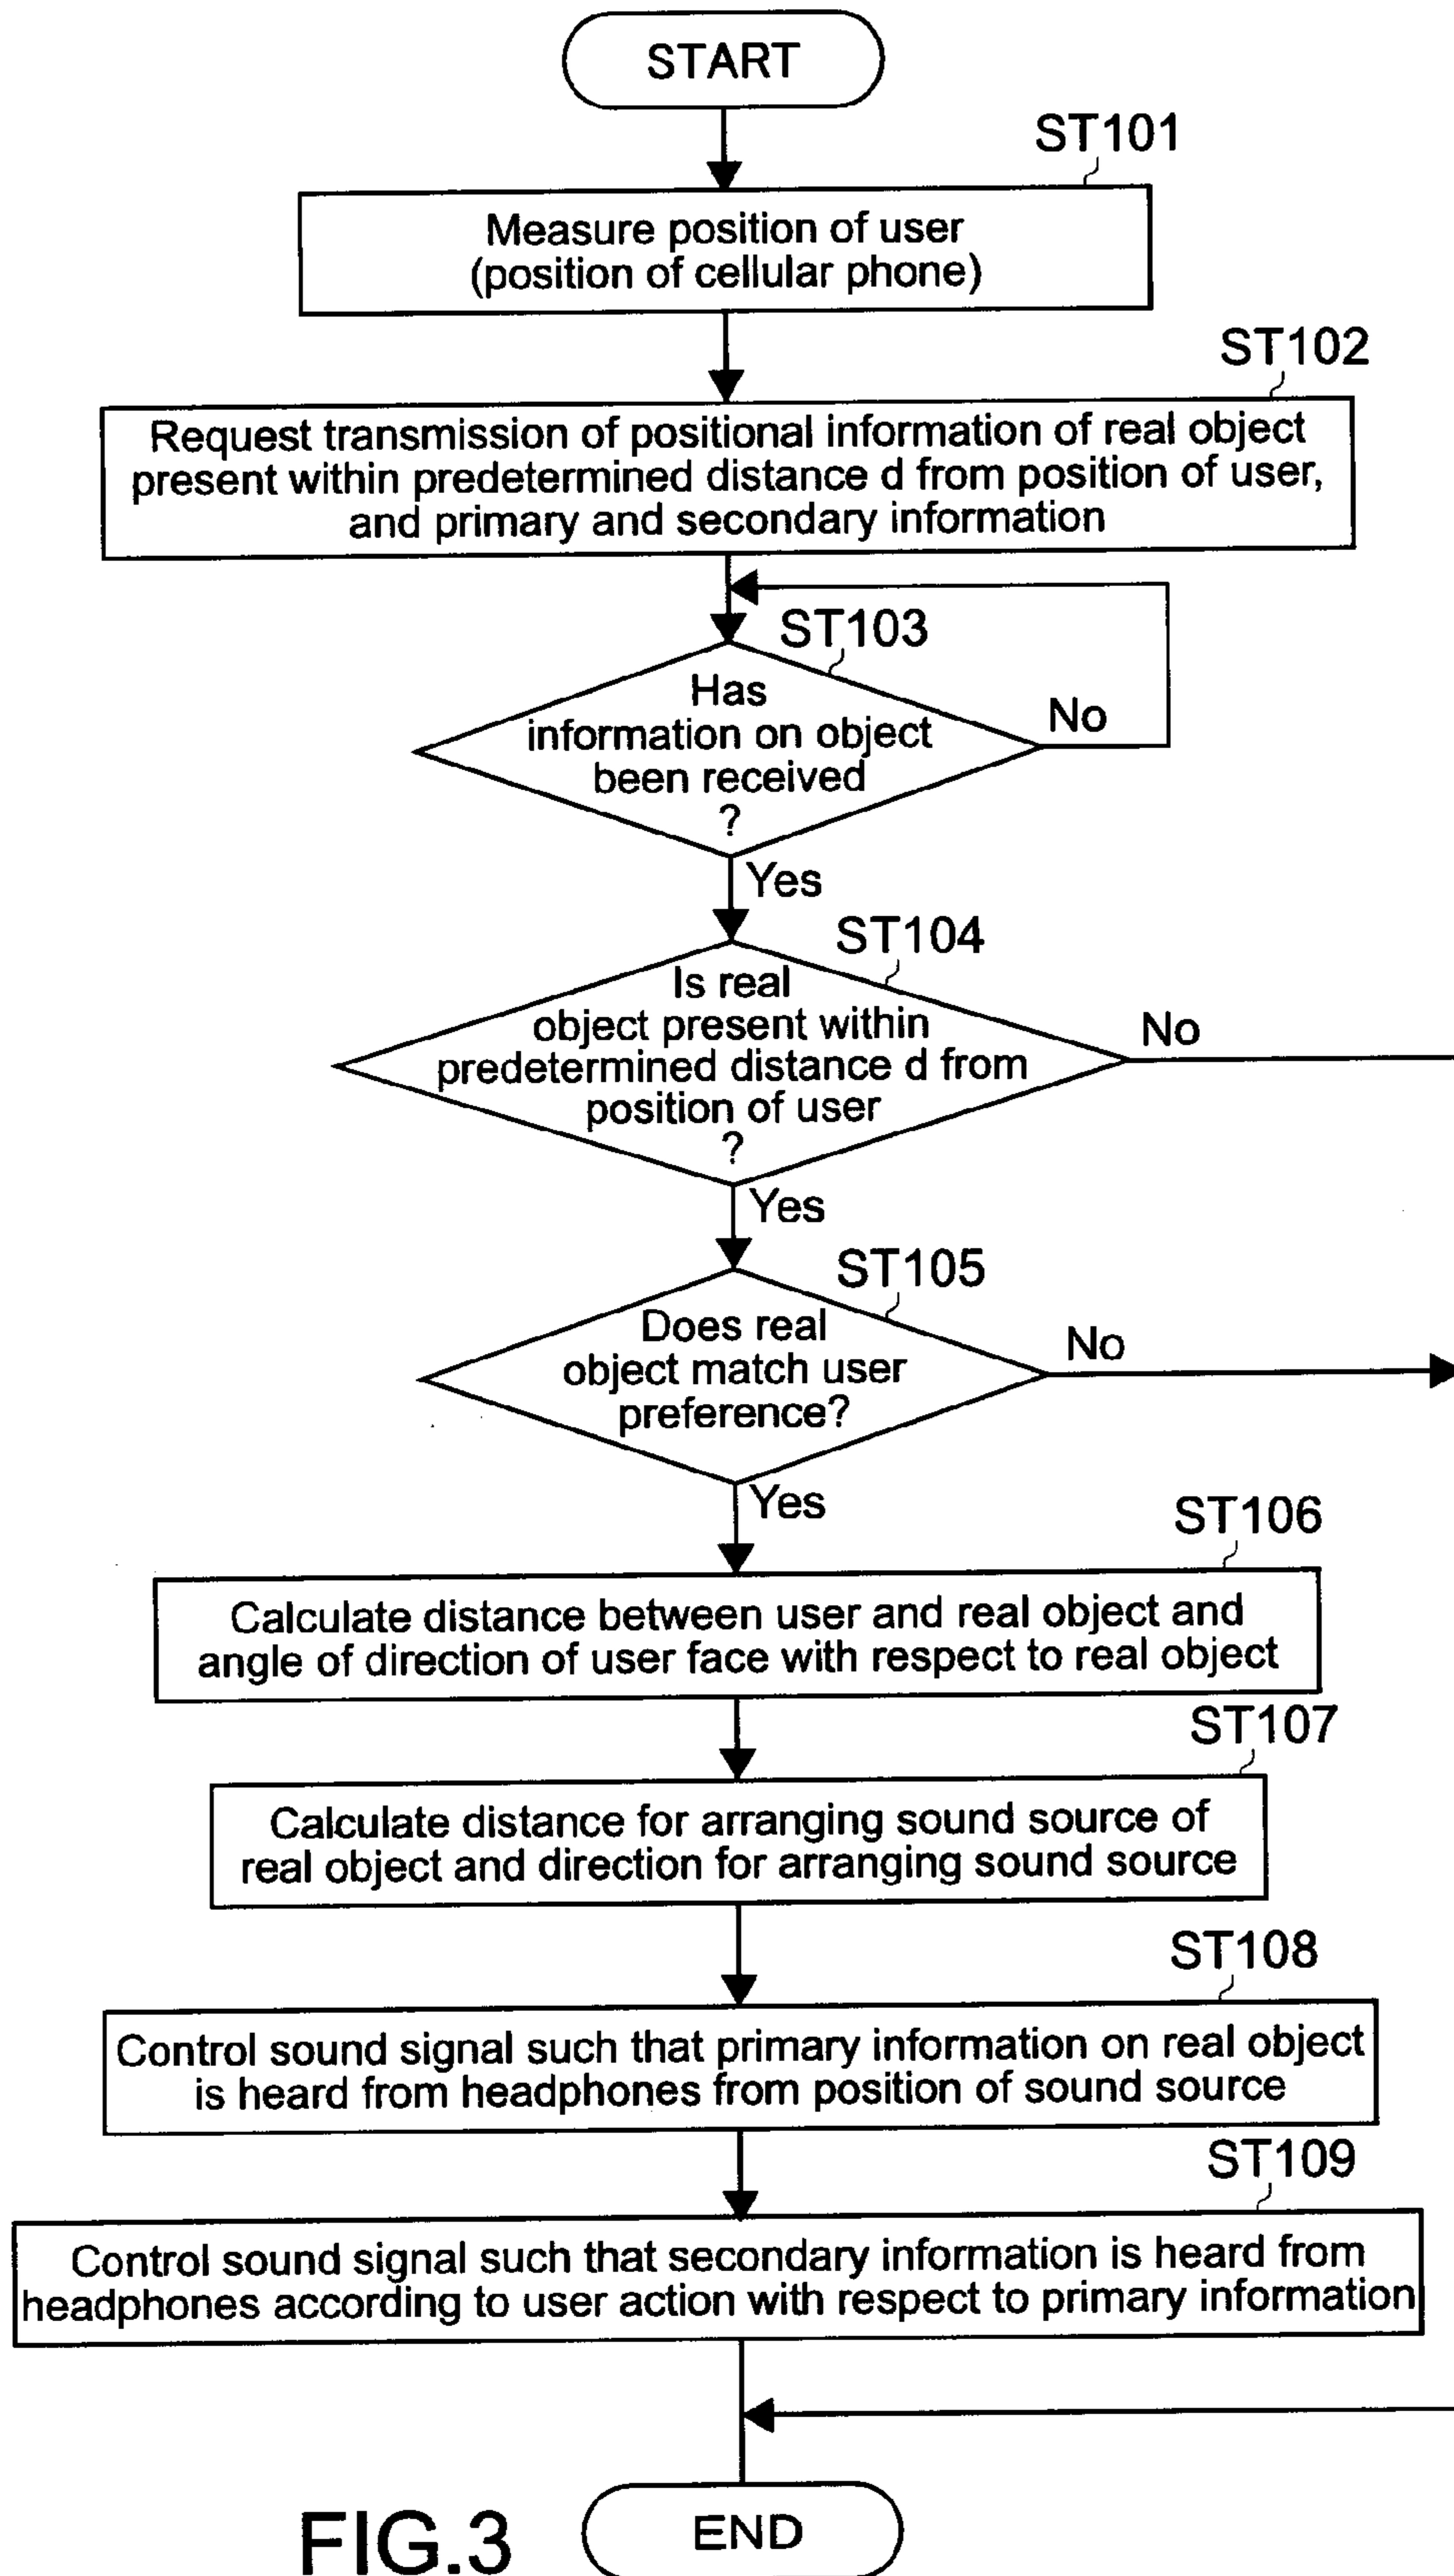 START
ST101
Measure position of user
(position of cellular phone)
ST102
Request transmission of positional information of real object
present within predetermined distance d from position of user,
and primary and secondary information
ST103
Has
information on object
been received
?
No
Yes
ST104
Is real
object present within
predetermined distance d from
position of user
?
No
Yes
ST105
Does real
object match user
preference?
No
Yes
ST106
Calculate distance between user and real object and
angle of direction of user face with respect to real object
ST107
Calculate distance for arranging sound source of
real object and direction for arranging sound source
ST108
Control sound signal such that primary information on real object
is heard from headphones from position of sound source
ST109
Control sound signal such that secondary information is heard from
headphones according to user action with respect to primary information
END
FIG.3